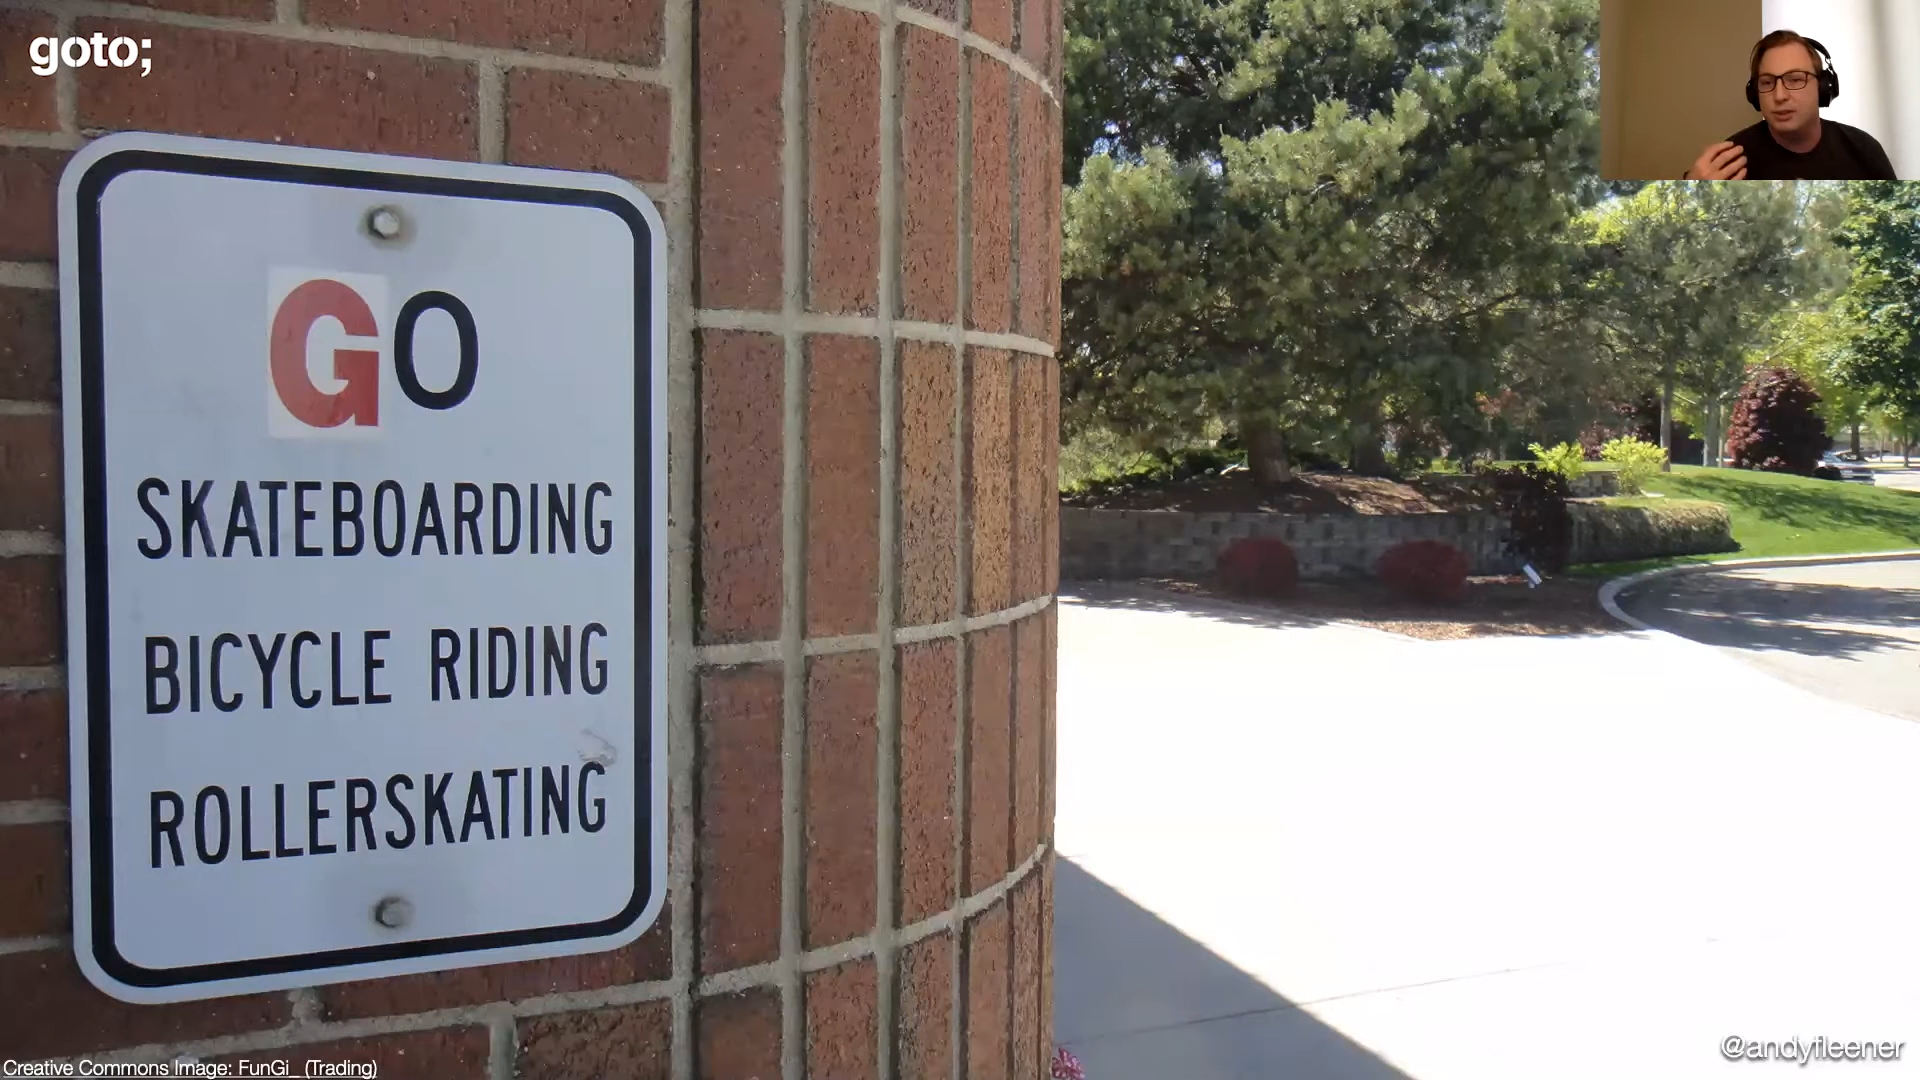 goto;
GO
SKATEBOARDING
BICYCLE RIDING
ROLLERSKATING
Creative Commons Image: FunGi_ (Trading)
@andyfleener